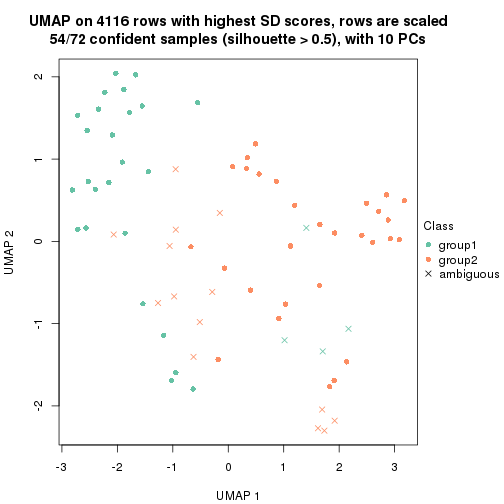 UMAP on 4116 rows with highest SD scores, rows are scaled
54/72 confident samples (silhouette > 0.5), with 10 PCs
2
1
0
-1
-2
UMAP 2
-3
-2
-1
0
1
2
3
UMAP 1
Class
group1
group2
ambiguous